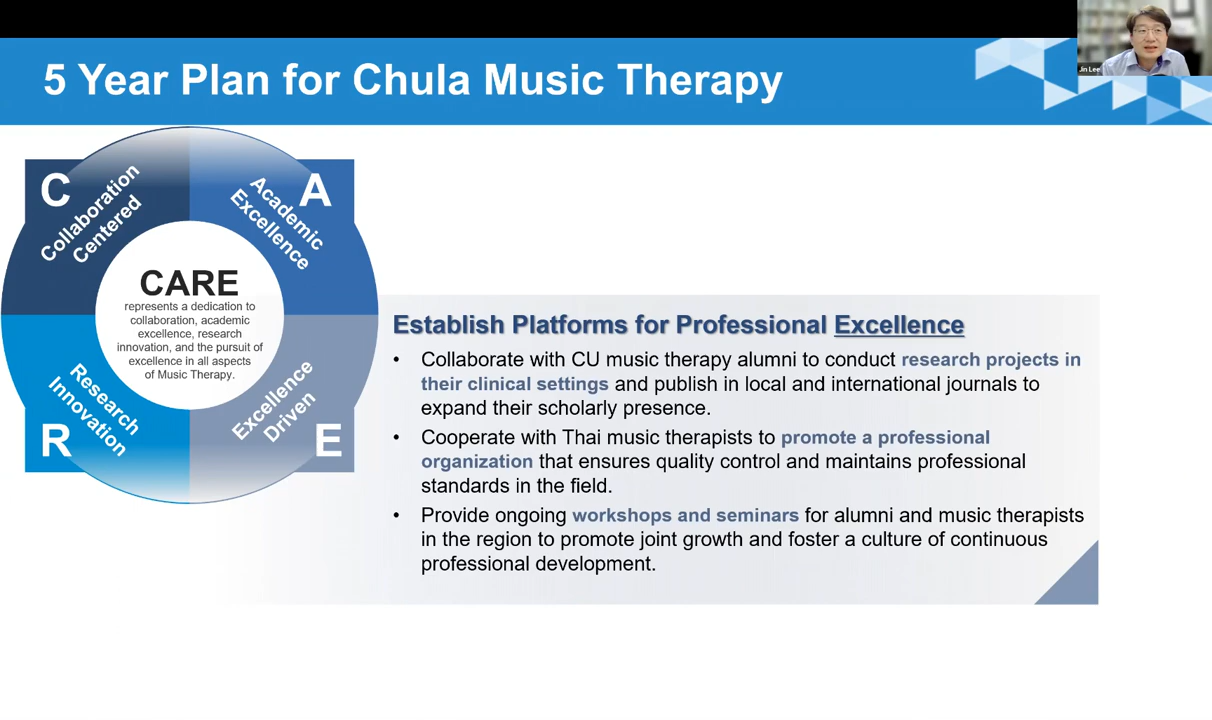 Jin Lee
5 Year Plan for Chula Music Therapy
C
Collaboration
Centered
A
Academic
Excellence
CARE
represents a dedication to
collaboration, academic
excellence, research
innovation, and the pursuit of
excellence in all aspects
of Music Therapy.
R
Research
Innovation
E
Excellence
Driven
Establish Platforms for Professional Excellence
• Collaborate with CU music therapy alumni to conduct research projects in
their clinical settings and publish in local and international journals to
expand their scholarly presence.
• Cooperate with Thai music therapists to promote a professional
organization that ensures quality control and maintains professional
standards in the field.
• Provide ongoing workshops and seminars for alumni and music therapists
in the region to promote joint growth and foster a culture of continuous
professional development.